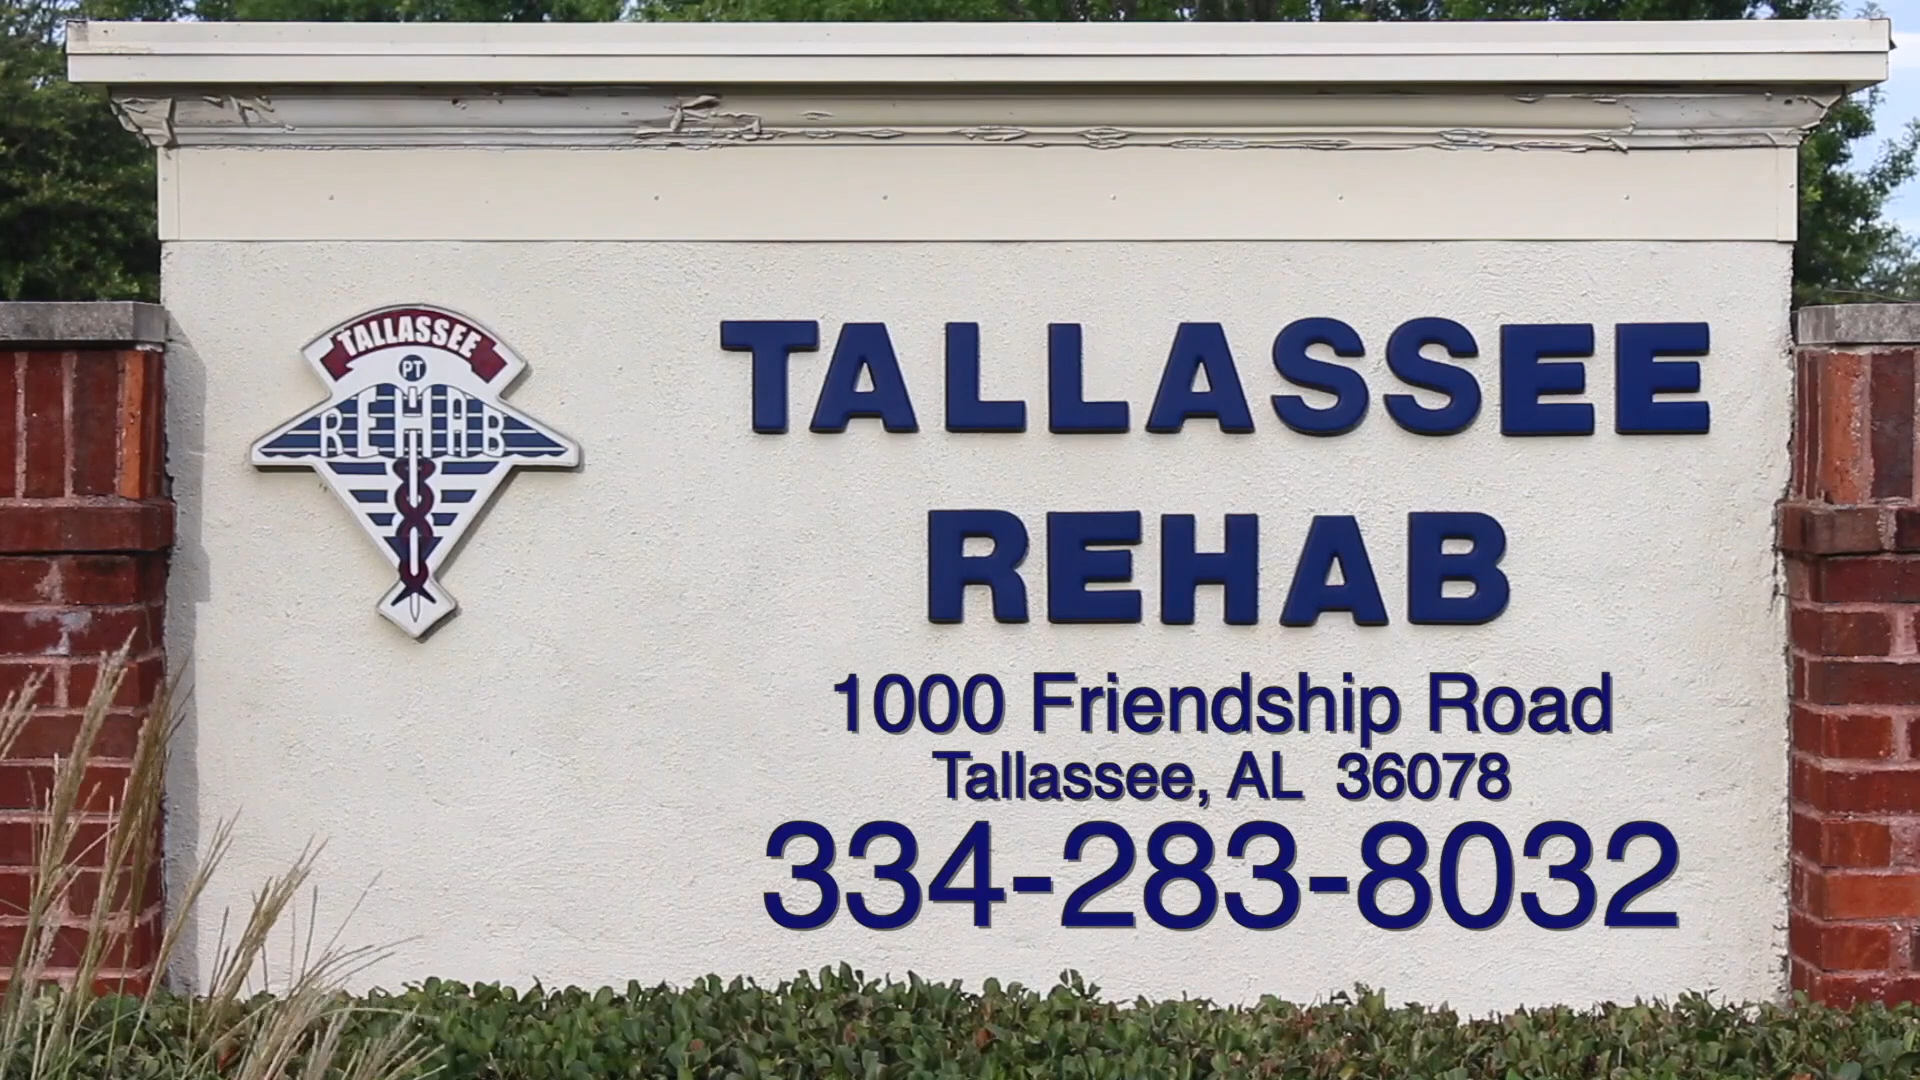 TALLASSEE
PT
REHAB
TALLASSEE
REHAB
1000 Friendship Road
Tallassee, AL 36078
334-283-8032